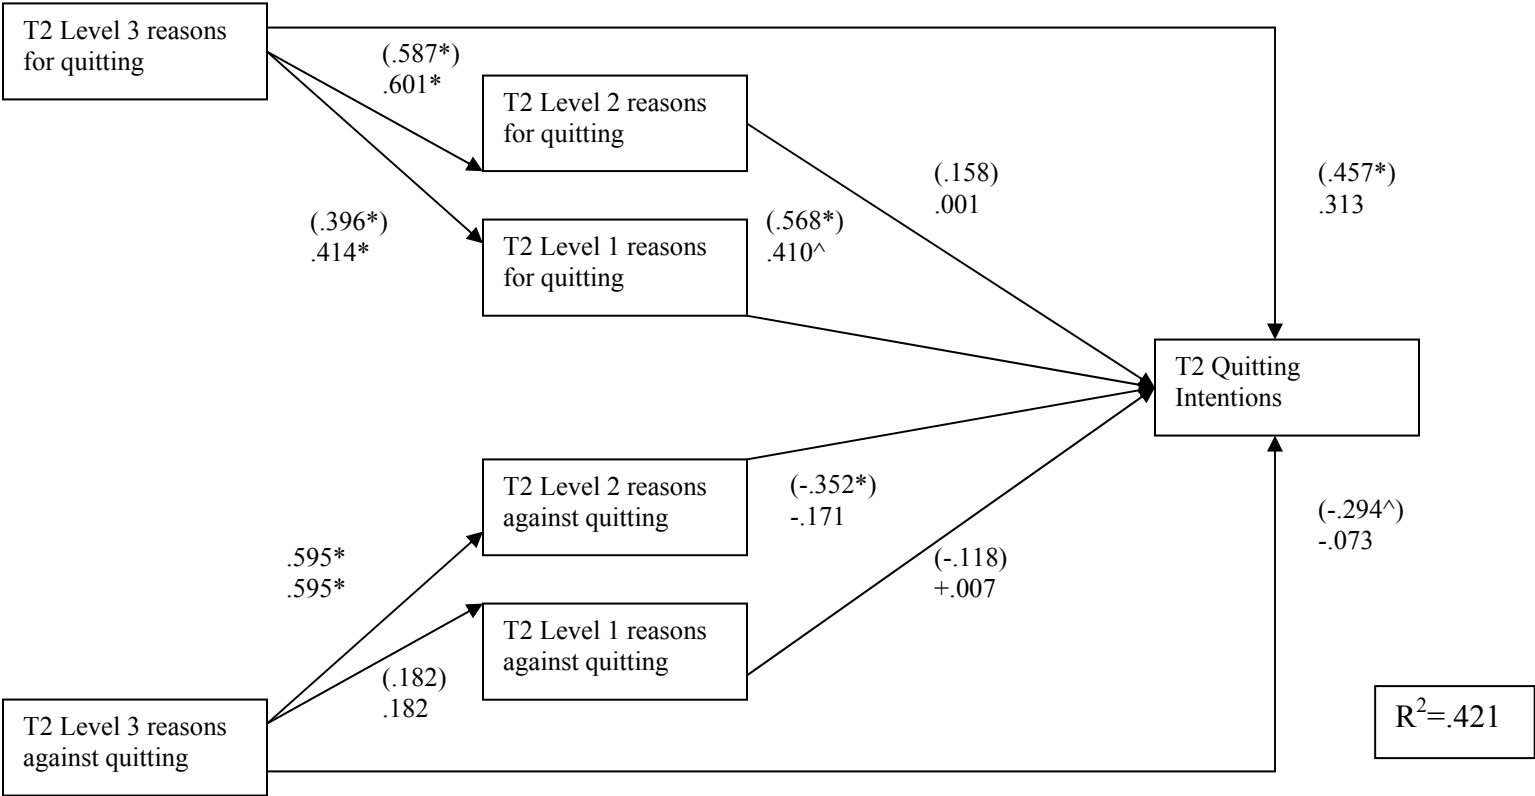 T2 Level 3 reasons
for quitting
(.587*)
.601*
T2 Level 2 reasons
for quitting
(.158)
.001
(.457*)
.313
(.396*)
.414*
T2 Level 1 reasons
for quitting
(.568*)
.410^
T2 Quitting
Intentions
T2 Level 2 reasons
against quitting
(-.352*)
-.171
(-.294^)
-.073
.595*
.595*
(-.118)
+.007
T2 Level 1 reasons
against quitting
(.182)
.182
T2 Level 3 reasons
against quitting
R²=.421